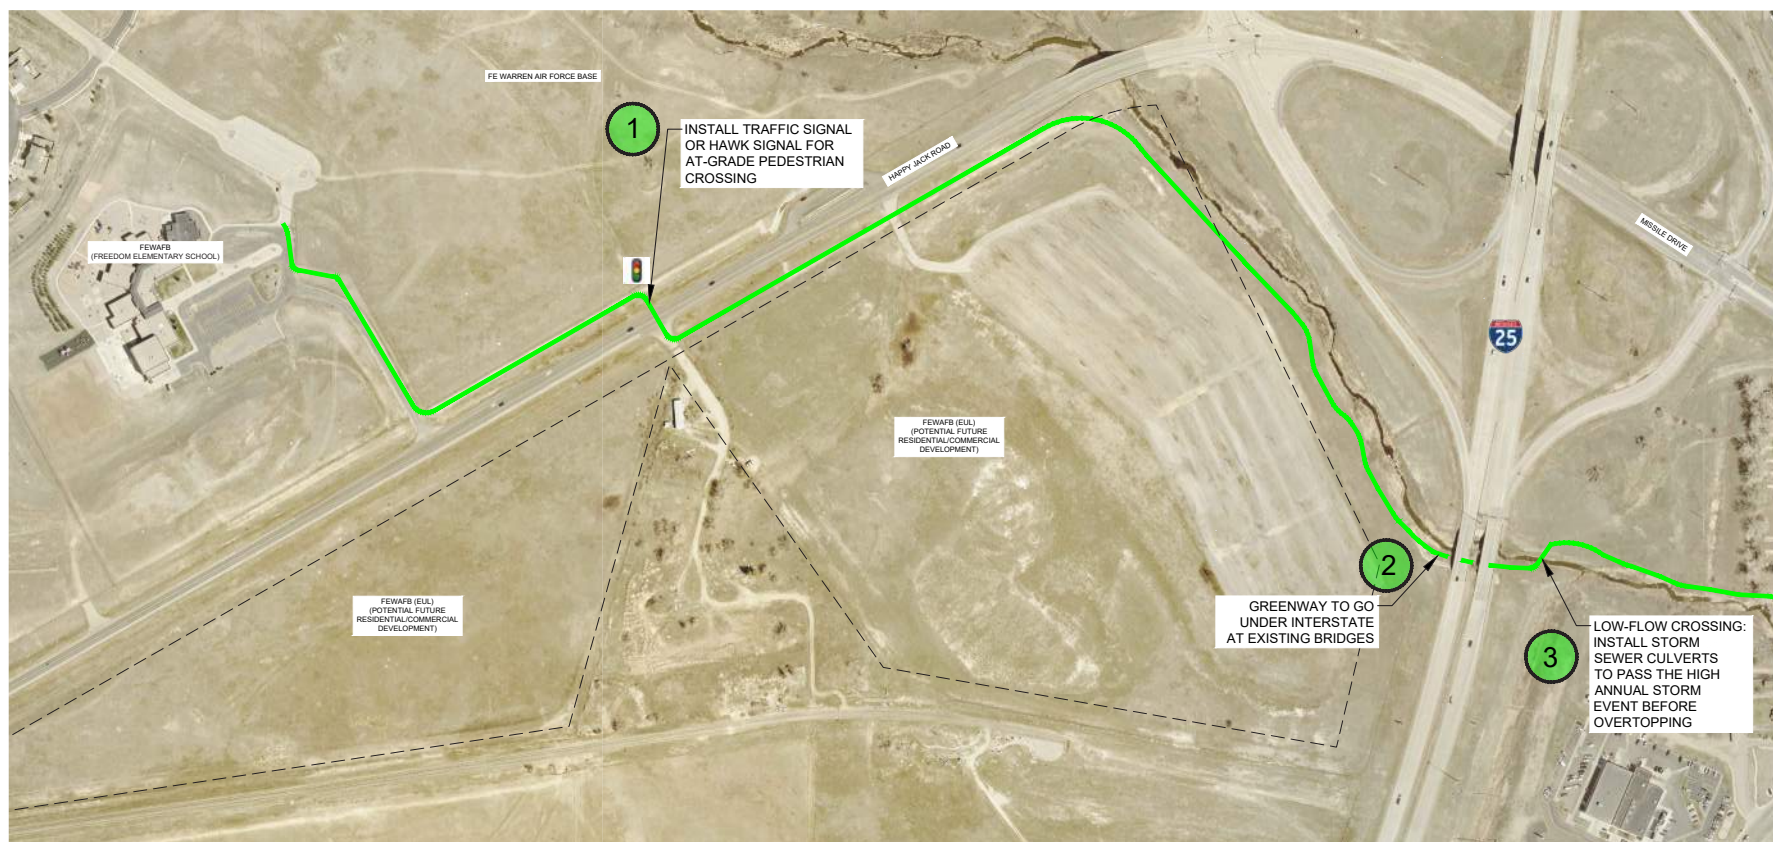 FE WARREN AIR FORCE BASE
1
INSTALL TRAFFIC SIGNAL
OR HAWK SIGNAL FOR
AT-GRADE PEDESTRIAN
CROSSING
HAPPY JACK ROAD
MISSILE DRIVE
FEWAFB
(FREEDOM ELEMENTARY SCHOOL)
25
FEWAFB (EUL)
(POTENTIAL FUTURE
RESIDENTIAL/COMMERCIAL
DEVELOPMENT)
2
GREENWAY TO GO
UNDER INTERSTATE
AT EXISTING BRIDGES
FEWAFB (EUL)
(POTENTIAL FUTURE
RESIDENTIAL/COMMERCIAL
DEVELOPMENT)
3
LOW-FLOW CROSSING:
INSTALL STORM
SEWER CULVERTS
TO PASS THE HIGH
ANNUAL STORM
EVENT BEFORE
OVERTOPPING